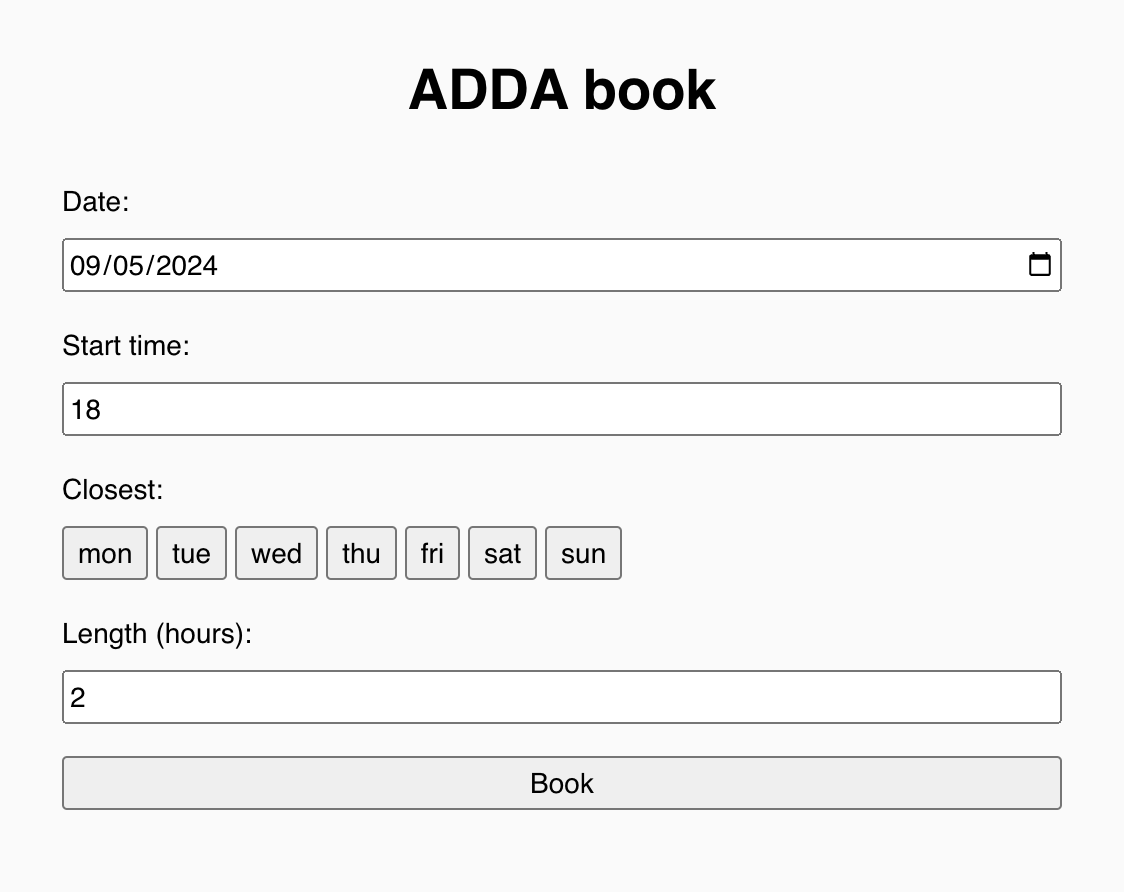 ADDA book
Date:
09/05/2024
Start time:
18
Closest:
mon tue wed thu fri sat sun
Length (hours):
2
Book